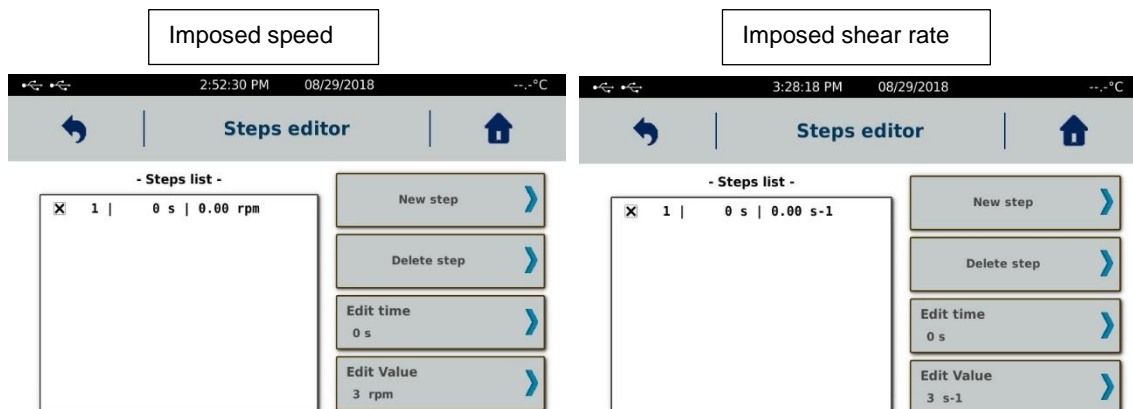 Imposed speed
2:52:30 PM 08/29/2018 --.-°C
Steps editor
- Steps list -
1 | 0 s | 0.00 rpm
New step
Delete step
Edit time
0 s
Edit Value
3 rpm
Imposed shear rate
3:28:18 PM 08/29/2018 --.-°C
Steps editor
- Steps list -
1 | 0 s | 0.00 s-1
New step
Delete step
Edit time
0 s
Edit Value
3 s-1